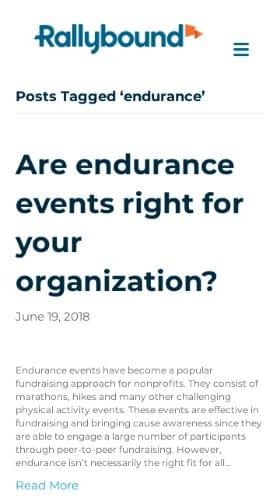 Rallybound
Posts Tagged ‘endurance’
Are endurance
events right for
your
organization?
June 19, 2018
Endurance events have become a popular
fundraising approach for nonprofits. They consist of
marathons, hikes and many other challenging
physical activity events. These events are effective in
fundraising and bringing cause awareness since they
are able to engage a large number of participants
through peer-to-peer fundraising. However,
endurance isn’t necessarily the right fit for all...
Read More